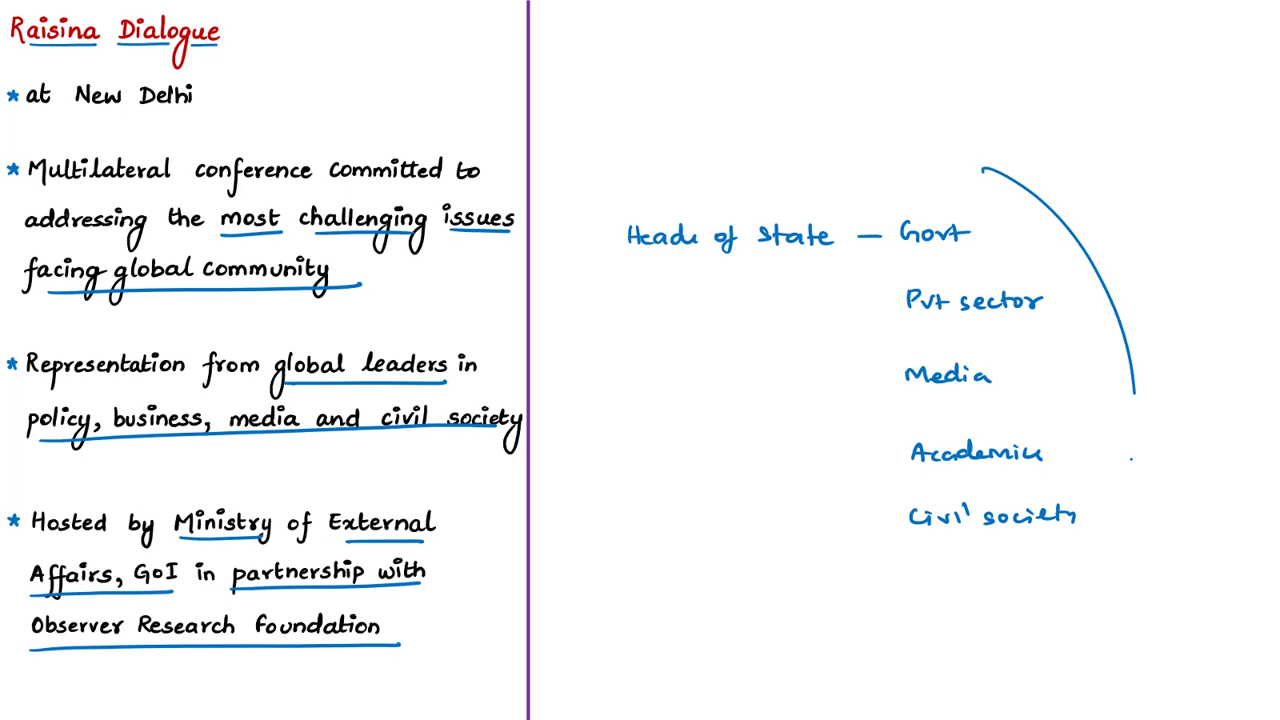 Raisina Dialogue
* at New Delhi
* Multilateral conference committed to
addressing the most challenging issues
facing global community
* Representation from global leaders in
policy, business, media and civil society
* Hosted by Ministry of External
Affairs, GoI in partnership with
Observer Research Foundation
Heads of State — Govt
Pvt sector
Media
Academics
Civil society